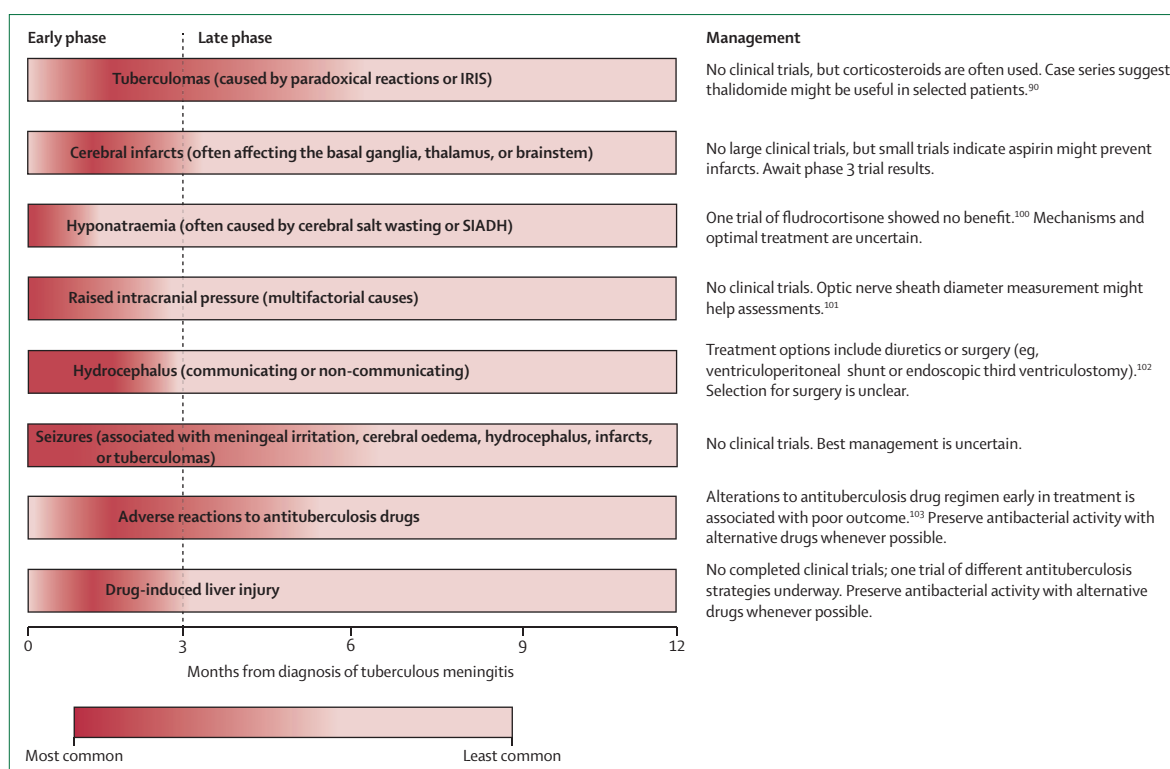 Early phase
Late phase
Management
Tuberculomas (caused by paradoxical reactions or IRIS)
No clinical trials, but corticosteroids are often used. Case series suggest
thalidomide might be useful in selected patients.⁹⁰
Cerebral infarcts (often affecting the basal ganglia, thalamus, or brainstem)
No large clinical trials, but small trials indicate aspirin might prevent
infarcts. Await phase 3 trial results.
Hyponatraemia (often caused by cerebral salt wasting or SIADH)
One trial of fludrocortisone showed no benefit.¹⁰⁰ Mechanisms and
optimal treatment are uncertain.
Raised intracranial pressure (multifactorial causes)
No clinical trials. Optic nerve sheath diameter measurement might
help assessments.¹⁰¹
Hydrocephalus (communicating or non-communicating)
Treatment options include diuretics or surgery (eg,
ventriculoperitoneal shunt or endoscopic third ventriculostomy).¹⁰²
Selection for surgery is unclear.
Seizures (associated with meningeal irritation, cerebral oedema, hydrocephalus, infarcts,
or tuberculomas)
No clinical trials. Best management is uncertain.
Adverse reactions to antituberculosis drugs
Alterations to antituberculosis drug regimen early in treatment is
associated with poor outcome.¹⁰³ Preserve antibacterial activity with
alternative drugs whenever possible.
Drug-induced liver injury
No completed clinical trials; one trial of different antituberculosis
strategies underway. Preserve antibacterial activity with alternative
drugs whenever possible.
0 3 6 9 12
Months from diagnosis of tuberculous meningitis
Most common
Least common